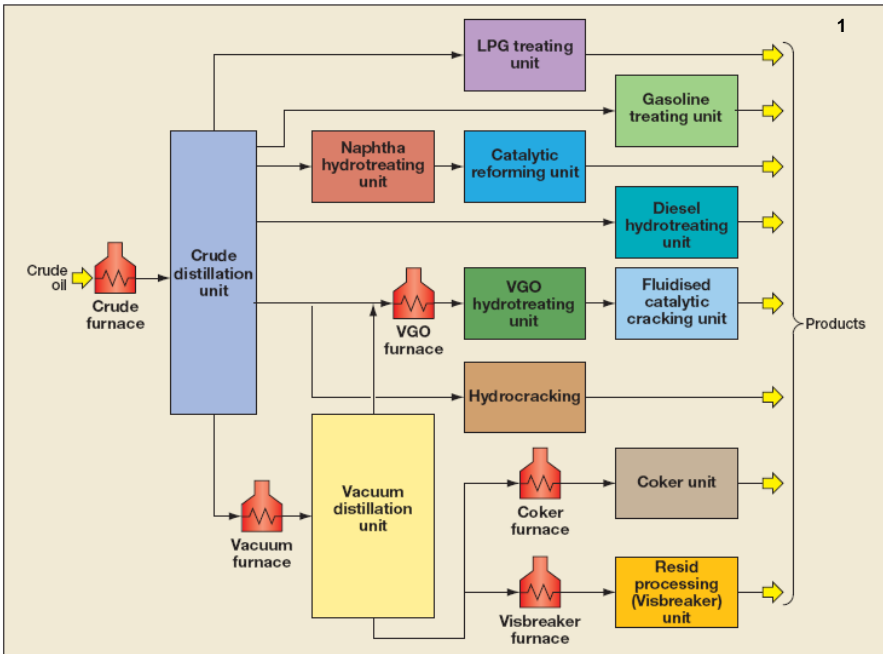 1
LPG treating
unit
Gasoline
treating unit
Naphtha
hydrotreating
unit
Catalytic
reforming unit
Diesel
hydrotreating
unit
Crude
oil
Crude
furnace
Crude
distillation
unit
VGO
furnace
VGO
hydrotreating
unit
Fluidised
catalytic
cracking unit
Products
Hydrocracking
Vacuum
furnace
Vacuum
distillation
unit
Coker
furnace
Coker unit
Visbreaker
furnace
Resid
processing
(Visbreaker)
unit